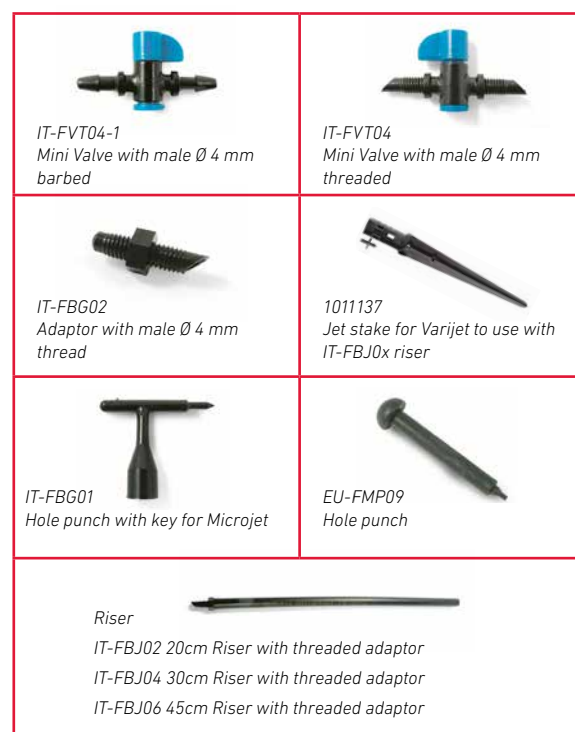 IT-FVT04-1
Mini Valve with male Ø 4 mm
barbed
IT-FVT04
Mini Valve with male Ø 4 mm
threaded
IT-FBG02
Adaptor with male Ø 4 mm
thread
1011137
Jet stake for Varijet to use with
IT-FBJ0x riser
IT-FBG01
Hole punch with key for Microjet
EU-FMP09
Hole punch
Riser
IT-FBJ02 20cm Riser with threaded adaptor
IT-FBJ04 30cm Riser with threaded adaptor
IT-FBJ06 45cm Riser with threaded adaptor